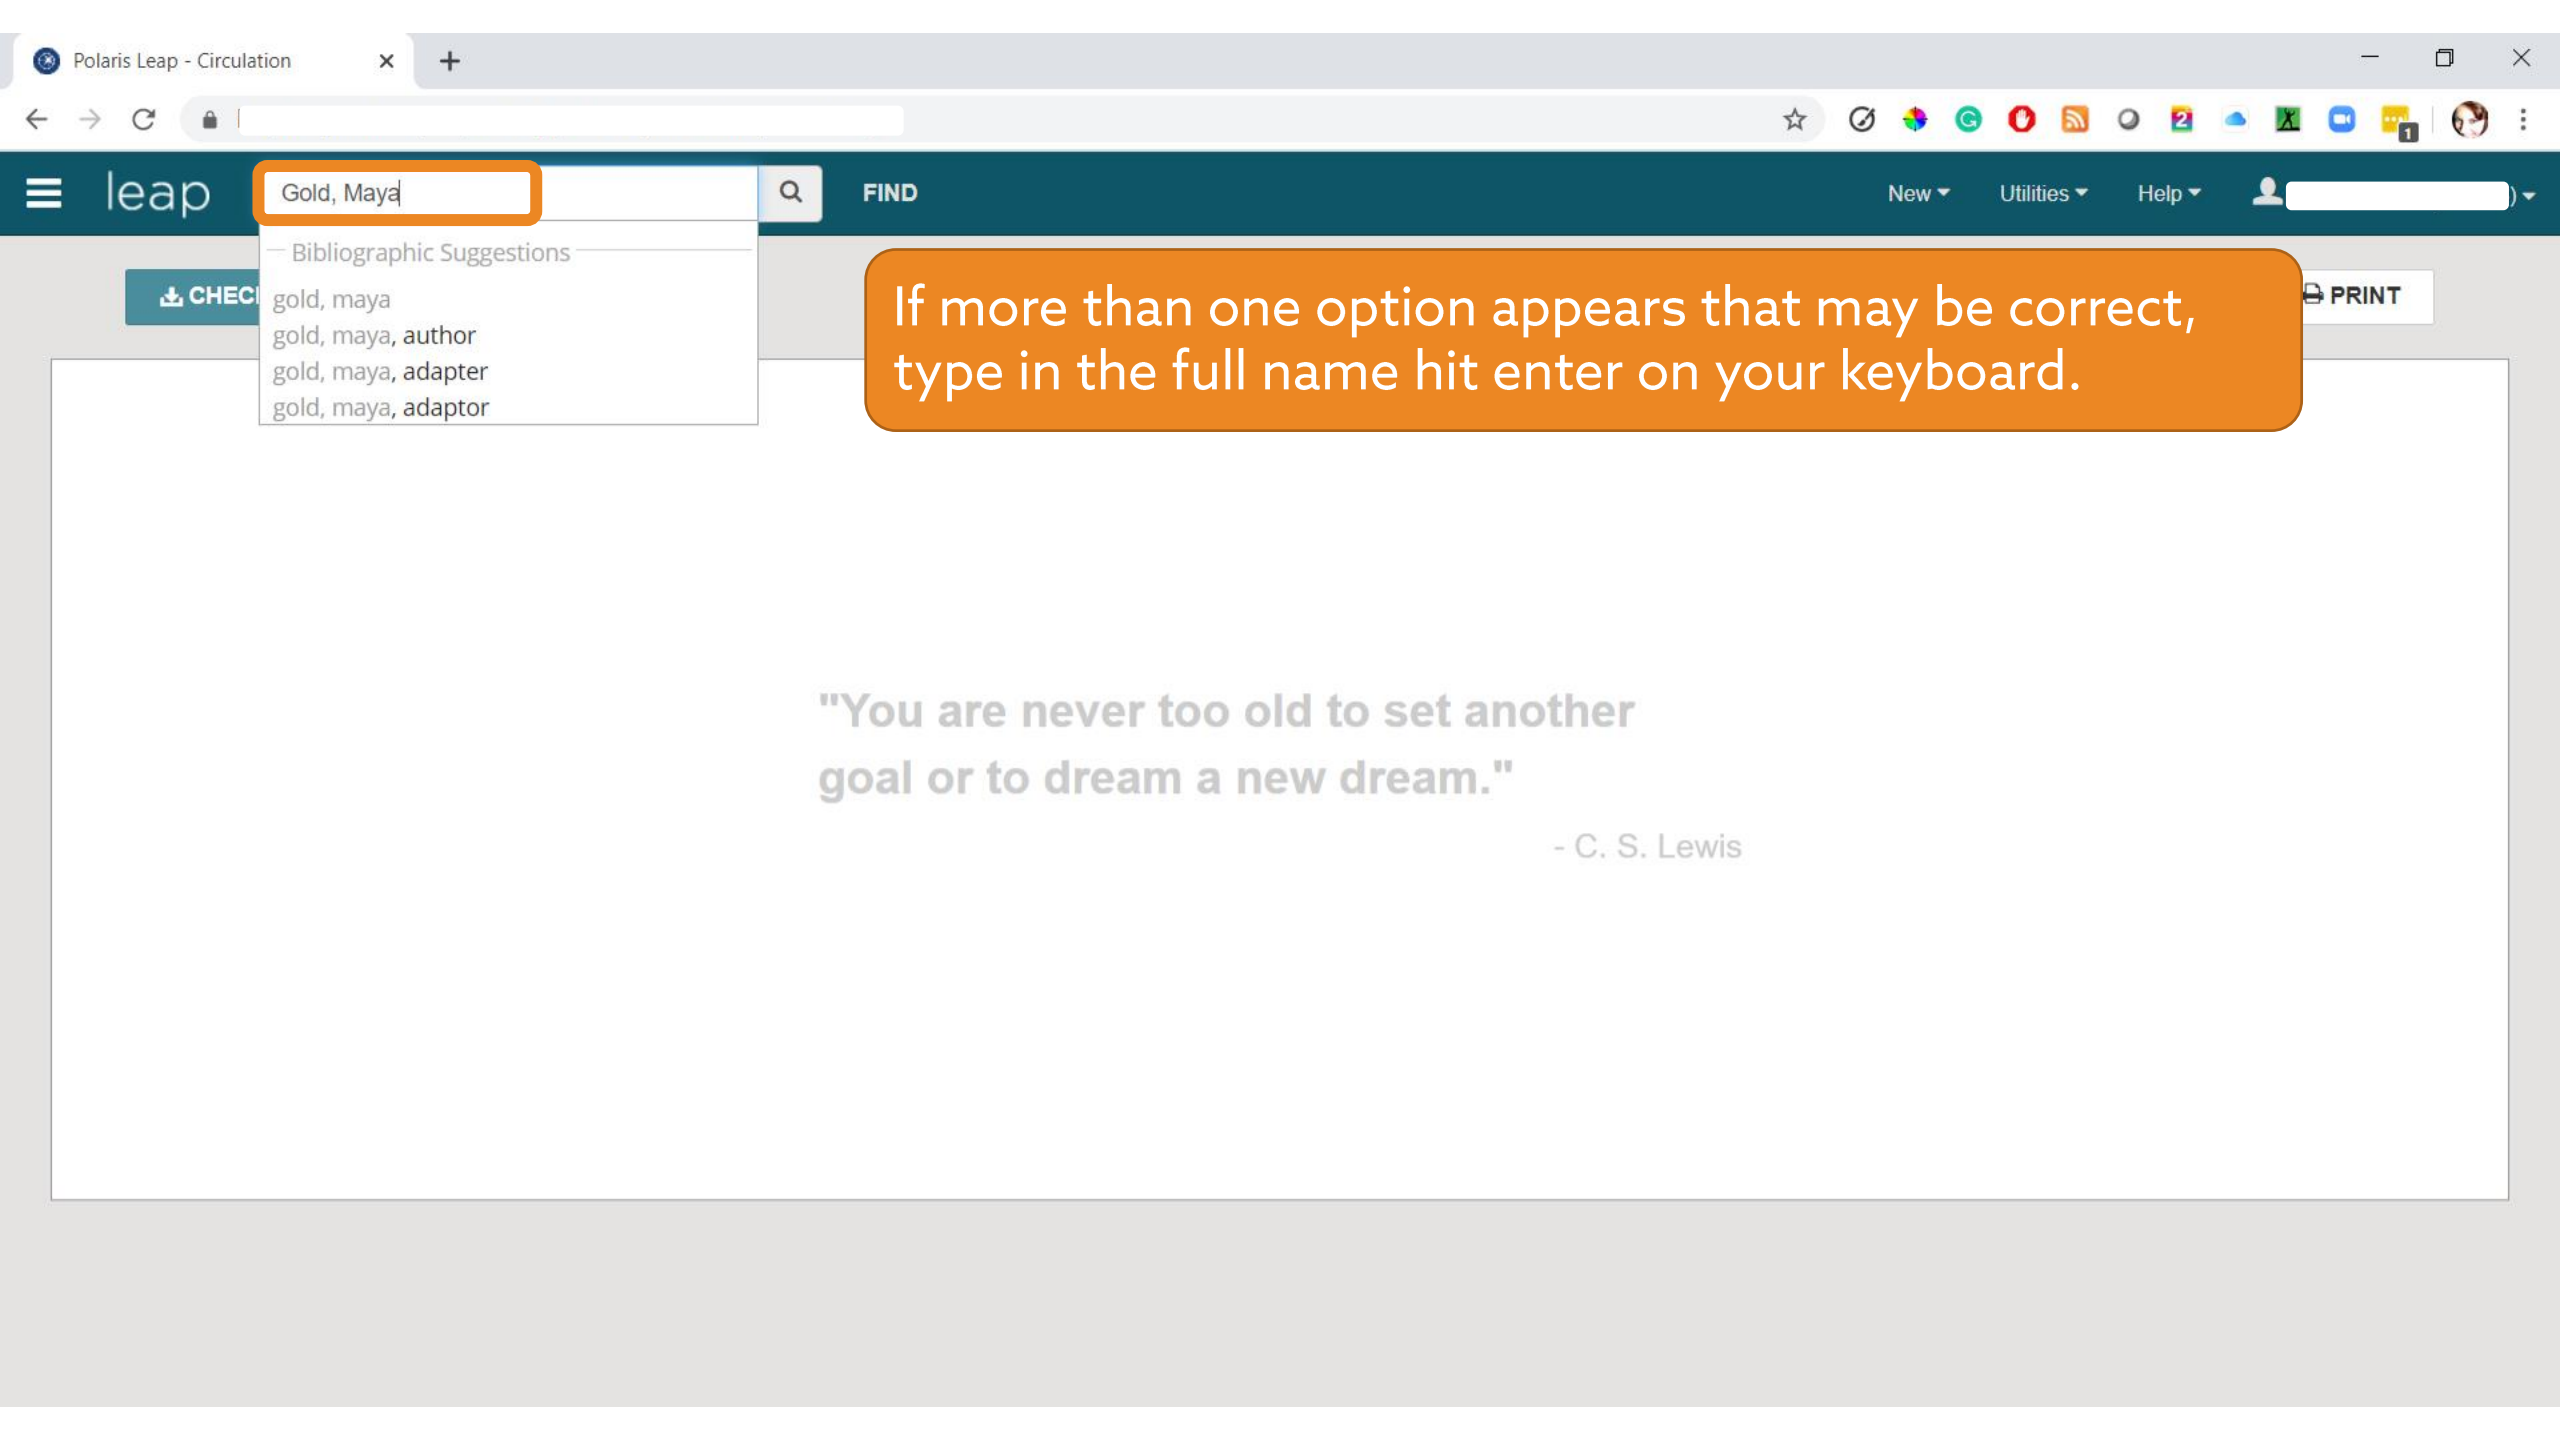 Polaris Leap - Circulation
leap
Gold, Maya
FIND
New
Utilities
Help
)
Bibliographic Suggestions
gold, maya
gold, maya, author
gold, maya, adapter
gold, maya, adaptor
PRINT
If more than one option appears that may be correct,
type in the full name hit enter on your keyboard.
"You are never too old to set another
goal or to dream a new dream."
- C. S. Lewis
G
2
1